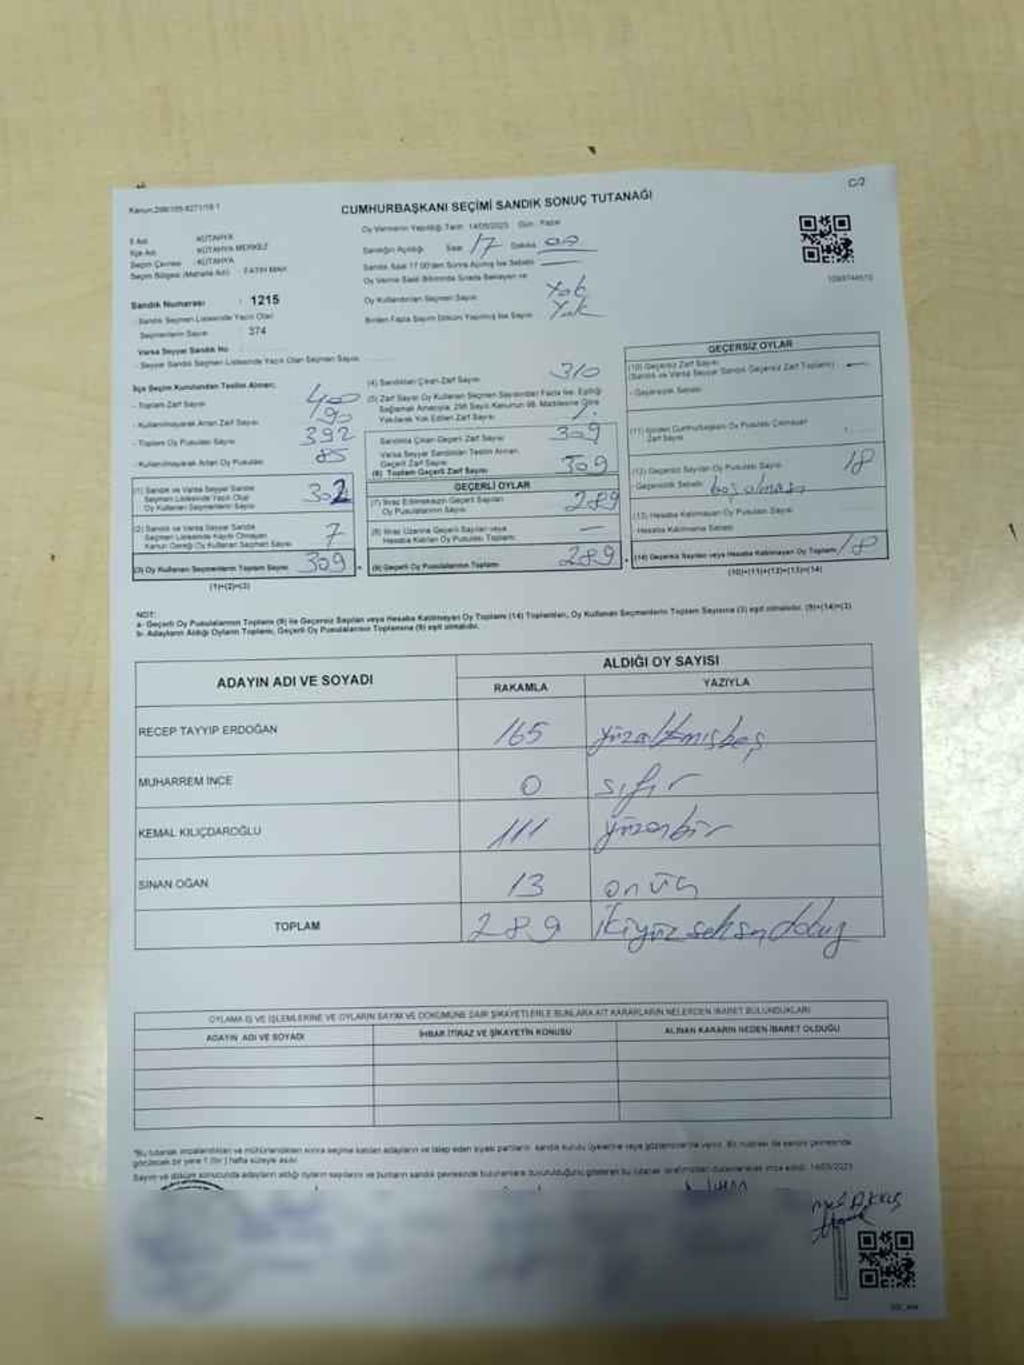 C/2
CUMHURBAŞKANI SEÇİMİ SANDIK SONUÇ TUTANAĞI
Oy Vermenin Yapıldığı Tarih: 14/05/2023 Gün: Pazar
İl Adı : KÜTAHYA
İlçe Adı : KÜTAHYA MERKEZ
Seçim Çevresi : KÜTAHYA
Seçim Bölgesi (Mahalle Adı) : FATİH MAH.
Sandığın Açıldığı Saat 17 Dakika 00
Sandık Saat 17:00'den Sonra Açılmış İse Sebebi
Oy Verme Saati Bitiminde Sırada Bekleyen ve
Oy Kullandırılan Seçmen Sayısı: Yok
Birden Fazla Sayım Döküm Yapılmış İse Sayısı: Yok
Sandık Numarası : 1215
- Sandık Seçmen Listesinde Yazılı Olan
Seçmenlerin Sayısı : 374
Varsa Seyyar Sandık No
- Seyyar Sandık Seçmen Listesinde Yazılı Olan Seçmen Sayısı
İlçe Seçim Kurulundan Teslim Alınan;
- Toplam Zarf Sayısı 400
- Kullanılmayarak Artan Zarf Sayısı 90
- Toplam Oy Pusulası Sayısı 392
- Kullanılmayarak Artan Oy Pusulası 85
(1) Sandık ve Varsa Seyyar Sandık
Seçmen Listesinde Yazılı Olup
Oy Kullanan Seçmenlerin Sayısı 302
(2) Sandık ve Varsa Seyyar Sandık
Seçmen Listesinde Kayıtlı Olmayan
Kanun Gereği Oy Kullanan Seçmen Sayısı 7
(3) Oy Kullanan Seçmenlerin Toplam Sayısı 309
(1)+(2)=(3)
(4) Sandıktan Çıkan Zarf Sayısı 310
(5) Zarf Sayısı Oy Kullanan Seçmen Sayısından Fazla İse, Eşitliği
Sağlamak Amacıyla, 298 Sayılı Kanunun 98. Maddesine Göre
Yakılarak Yok Edilen Zarf Sayısı
Sandıkta Çıkan Geçerli Zarf Sayısı 309
Varsa Seyyar Sandıktan Teslim Alınan
Geçerli Zarf Sayısı
(6) Toplam Geçerli Zarf Sayısı 309
GEÇERLİ OYLAR
(7) İtiraz Edilmeksizin Geçerli Sayılan
Oy Pusulalarının Sayısı 289
(8) İtiraz Üzerine Geçerli Sayılan veya
Hesaba Katılan Oy Pusulası Toplamı —
(9) Geçerli Oy Pusulalarının Toplamı 289
GEÇERSİZ OYLAR
(10) Geçersiz Zarf Sayısı
(Sandık ve Varsa Seyyar Sandık Geçersiz Zarf Toplamı) —
- Geçersizlik Sebebi
(11) İçinden Cumhurbaşkanı Oy Pusulası Çıkmayan
Zarf Sayısı
(12) Geçersiz Sayılan Oy Pusulası Sayısı 18
- Geçersizlik Sebebi boş olması
(13) Hesaba Katılmayan Oy Pusulası Sayısı
- Hesaba Katılmama Sebebi
(14) Geçersiz Sayılan veya Hesaba Katılmayan Oy Toplamı 18
(10)+(11)+(12)+(13)=(14)
NOT:
a- Geçerli Oy Pusulalarının Toplamı (9) ile Geçersiz Sayılan veya Hesaba Katılmayan Oy Toplamı (14) Toplamları, Oy Kullanan Seçmenlerin Toplam Sayısına (3) eşit olmalıdır. (9)+(14)=(3)
b- Adayların Aldığı Oyların Toplamı, Geçerli Oy Pusulalarının Toplamına (9) eşit olmalıdır.
ADAYIN ADI VE SOYADI
ALDIĞI OY SAYISI
RAKAMLA YAZIYLA
RECEP TAYYİP ERDOĞAN 165 yüzaltmışbeş
MUHARREM İNCE 0 sıfır
KEMAL KILIÇDAROĞLU 111 yüzonbir
SİNAN OĞAN 13 onüç
TOPLAM 289 ikiyüzseksendokuz
OYLAMA İŞ VE İŞLEMLERİNE VE OYLARIN SAYIM VE DÖKÜMÜNE DAİR ŞİKAYETLERLE BUNLARA AİT KARARLARIN NELERDEN İBARET BULUNDUKLARI
ADAYIN ADI VE SOYADI İHBAR İTİRAZ VE ŞİKAYETİN KONUSU ALINAN KARARIN NEDEN İBARET OLDUĞU